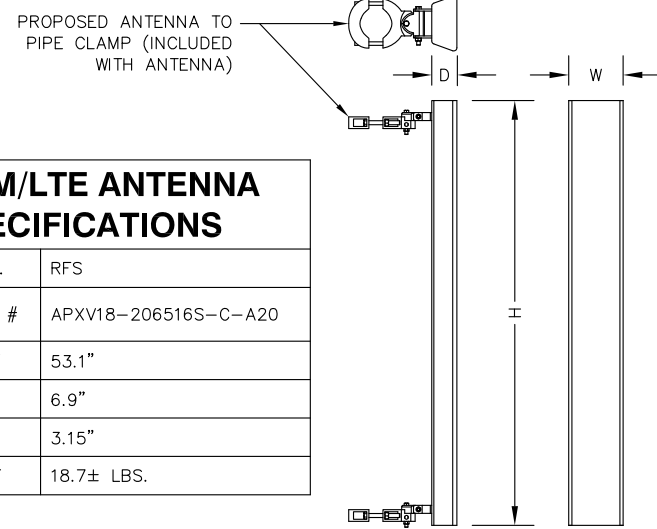 PROPOSED ANTENNA TO
PIPE CLAMP (INCLUDED
WITH ANTENNA)
D
W
H
M/LTE ANTENNA
ECIFICATIONS
RFS
# APXV18-206516S-C-A20
53.1"
6.9"
3.15"
18.7± LBS.